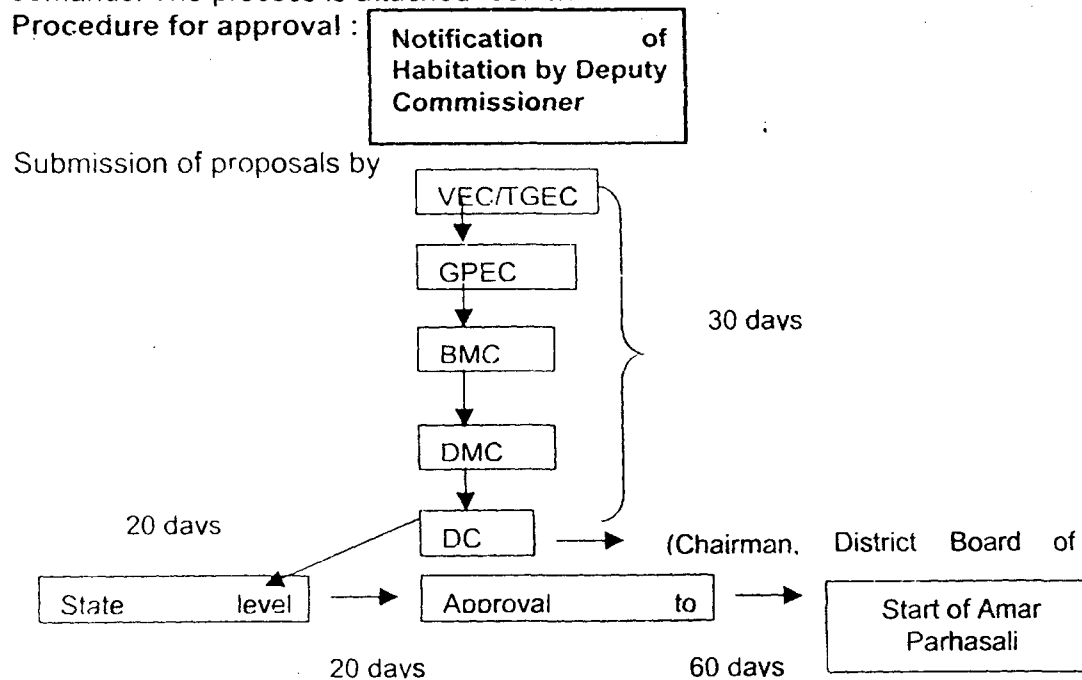 Procedure for approval :
Notification of
Habitation by Deputy
Commissioner
Submission of proposals by
VEC/TGEC
GPEC
30 days
BMC
DMC
20 days
DC
(Chairman, District Board of
State level
Approval to
Start of Amar
Parhasali
20 days
60 days